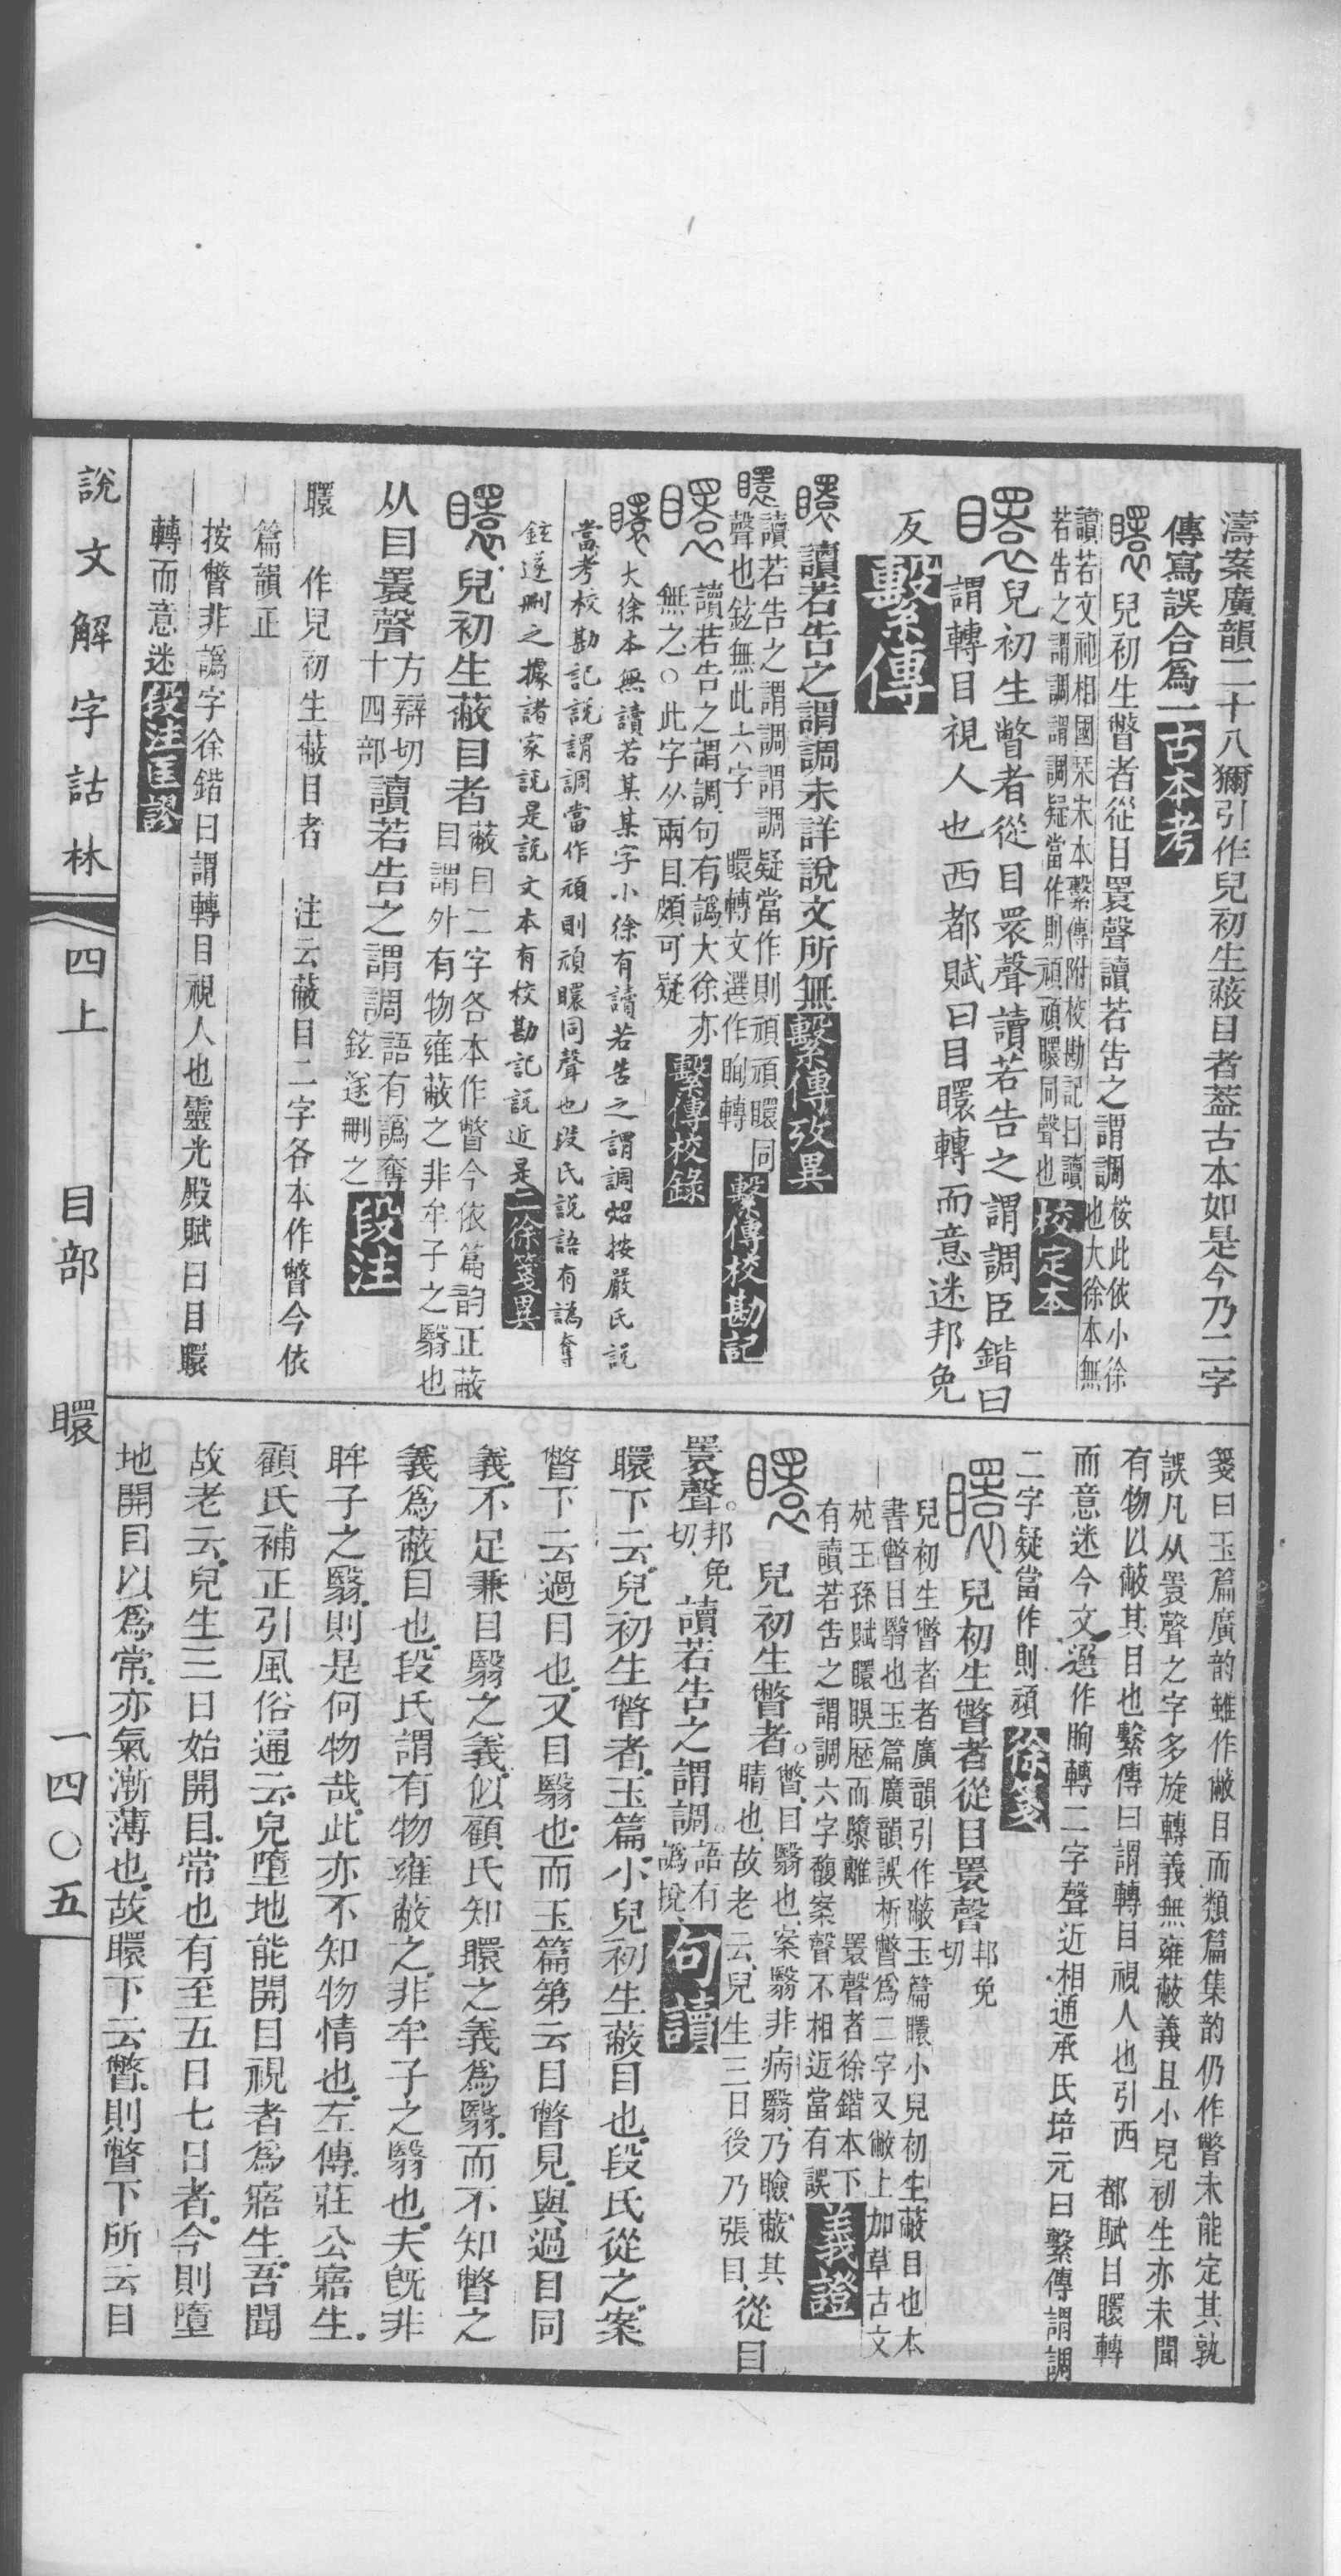 濤案廣韻二十八獮引作兒初生蔽目者蓋古本如是今乃二字
傳寫誤合爲一古本考
矎兒初生瞥者從目瞏聲讀若告之謂調桉此依小徐
也大徐本無
讀若文祁相國栞宋本繫傳附校勘記曰讀
若告之謂調謂調疑當作則頑頑矎同聲也校定本
兒初生瞥者從目瞏聲讀若告之謂調臣鍇曰
謂轉目視人也西都賦曰目矎轉而意迷邦免
反繫傳
讀若告之謂調未詳說文所無繫傳攷異
讀若告之謂調謂調疑當作則頑頑矎同
聲也鉉無此六字 矎轉文選作眴轉繫傳校勘記
讀若告之謂調句有譌大徐亦
無之○此字从兩目頗可疑繫傳校錄
大徐本無讀若某某字小徐有讀若告之謂調炤按嚴氏說
當考校勘記說謂調當作頑則頑矎同聲也段氏說語有譌奪
鉉遂刪之據諸家說是說文本有校勘記說近是二徐箋異
兒初生蔽目者蔽目二字各本作瞥今依篇韵正蔽
目謂外有物雍蔽之非牟子之翳也
从目瞏聲方辯切
十四部讀若告之謂調語有譌奪
鉉遂刪之段注
矎 作兒初生蔽目者 注云蔽目二字各本作瞥今依
篇韻正
按瞥非譌字徐鍇曰謂轉目視人也靈光殿賦曰目矎
轉而意迷段注匡謬
箋曰玉篇廣韵雖作蔽目而類篇集韵仍作瞥未能定其孰
誤凡从瞏聲之字多旋轉義無雍蔽義且小兒初生亦未聞
有物以蔽其目也繫傳曰謂轉目視人也引西 都賦目矎轉
而意迷今文選作眴轉二字聲近相通承氏培元曰繫傳謂調
二字疑當作則頑徐箋
兒初生瞥者從目瞏聲邦免
切
兒初生瞥者者廣韻引作蔽玉篇矎小兒初生蔽目也本
書瞥日翳也玉篇廣韻誤析瞥爲二字又蔽上加草古文
苑王孫賦矎瞁歴而隳離 瞏聲者徐鍇本下
有讀若告之謂調六字馥案聲不相近當有誤義證
兒初生瞥者。瞥、目翳也、案翳非病翳、乃瞼蔽其
睛也、故老云、兒生三日後乃張目、從目
瞏聲。邦免
切、讀若告之謂調。語有
譌挩、句讀
矎下云兒初生瞥者玉篇小兒初生蔽目也段氏從之案
瞥下云過目也又目翳也而玉篇第云目瞥見與過目同
義不足兼目翳之義似顧氏知矎之義爲翳而不知瞥之
義爲蔽目也段氏謂有物雍蔽之非牟子之翳也夫既非
眸子之翳則是何物哉此亦不知物情也左傳莊公寤生
顧氏補正引風俗通云兒墮地能開目視者爲寤生吾聞
故老云兒生三日始開目常也有至五日七日者今則墮
地開目以爲常亦氣漸薄也故矎下云瞥則瞥下所云目
說文解字詁林 四上 目部 矎 一四〇五